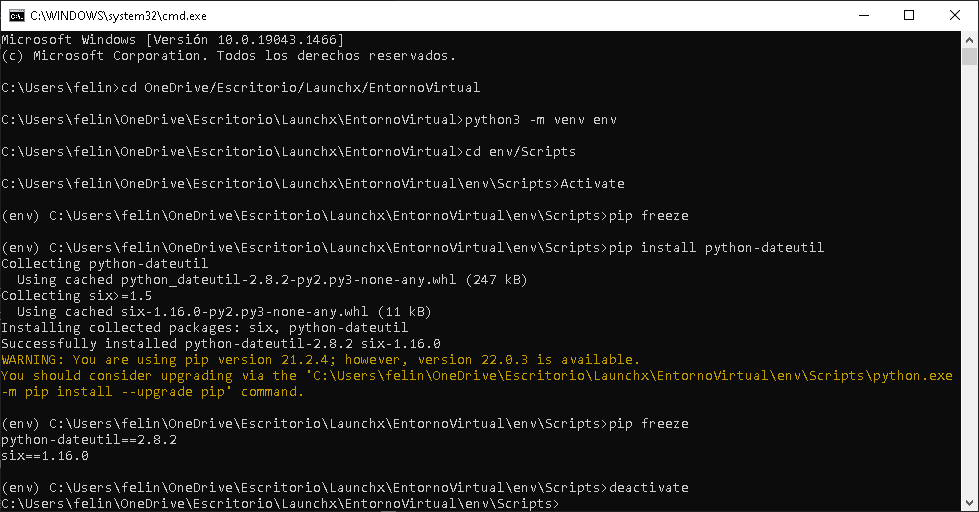 C:\WINDOWS\system32\cmd.exe
Microsoft Windows [Versión 10.0.19043.1466]
(c) Microsoft Corporation. Todos los derechos reservados.
C:\Users\felin>cd OneDrive/Escritorio/Launchx/EntornoVirtual
C:\Users\felin\OneDrive\Escritorio\Launchx\EntornoVirtual>python3 -m venv env
C:\Users\felin\OneDrive\Escritorio\Launchx\EntornoVirtual>cd env/Scripts
C:\Users\felin\OneDrive\Escritorio\Launchx\EntornoVirtual\env\Scripts>Activate
(env) C:\Users\felin\OneDrive\Escritorio\Launchx\EntornoVirtual\env\Scripts>pip freeze
(env) C:\Users\felin\OneDrive\Escritorio\Launchx\EntornoVirtual\env\Scripts>pip install python-dateutil
Collecting python-dateutil
  Using cached python_dateutil-2.8.2-py2.py3-none-any.whl (247 kB)
Collecting six>=1.5
  Using cached six-1.16.0-py2.py3-none-any.whl (11 kB)
Installing collected packages: six, python-dateutil
Successfully installed python-dateutil-2.8.2 six-1.16.0
WARNING: You are using pip version 21.2.4; however, version 22.0.3 is available.
You should consider upgrading via the 'C:\Users\felin\OneDrive\Escritorio\Launchx\EntornoVirtual\env\Scripts\python.exe
-m pip install --upgrade pip' command.
(env) C:\Users\felin\OneDrive\Escritorio\Launchx\EntornoVirtual\env\Scripts>pip freeze
python-dateutil==2.8.2
six==1.16.0
(env) C:\Users\felin\OneDrive\Escritorio\Launchx\EntornoVirtual\env\Scripts>deactivate
C:\Users\felin\OneDrive\Escritorio\Launchx\EntornoVirtual\env\Scripts>